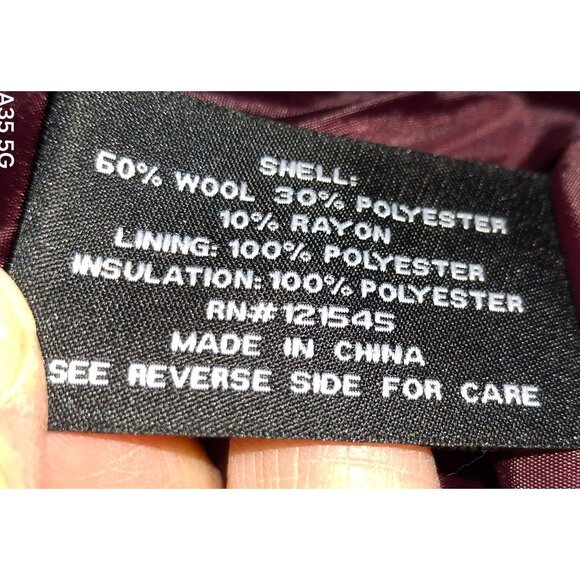 SHELL:
60% WOOL 30% POLYESTER
10% RAYON
LINING: 100% POLYESTER
INSULATION: 100% POLYESTER
RN# 121545
MADE IN CHINA
SEE REVERSE SIDE FOR CARE
A35 5G